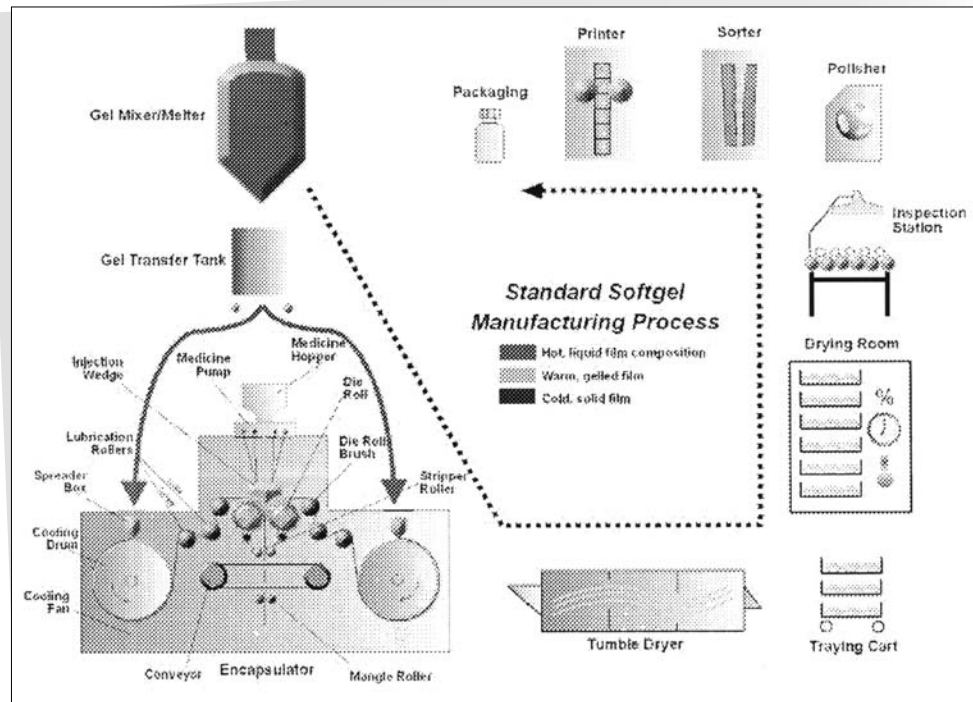 Printer
Sorter
Polisher
Packaging
Gel Mixer/Melter
Inspection
Station
Gel Transfer Tank
Standard Softgel
Manufacturing Process
Hot, liquid film composition
Warm, gelled film
Cold, solid film
Drying Room
%
Injection
Wedge
Medicine
Pump
Medicine
Hopper
Die
Roll
Lubrication
Rollers
Die Roll
Brush
Spreader
Box
Stripper
Roller
Cooling
Drum
Cooling
Fan
Conveyor
Encapsulator
Mangle Roller
Tumble Dryer
Traying Cart